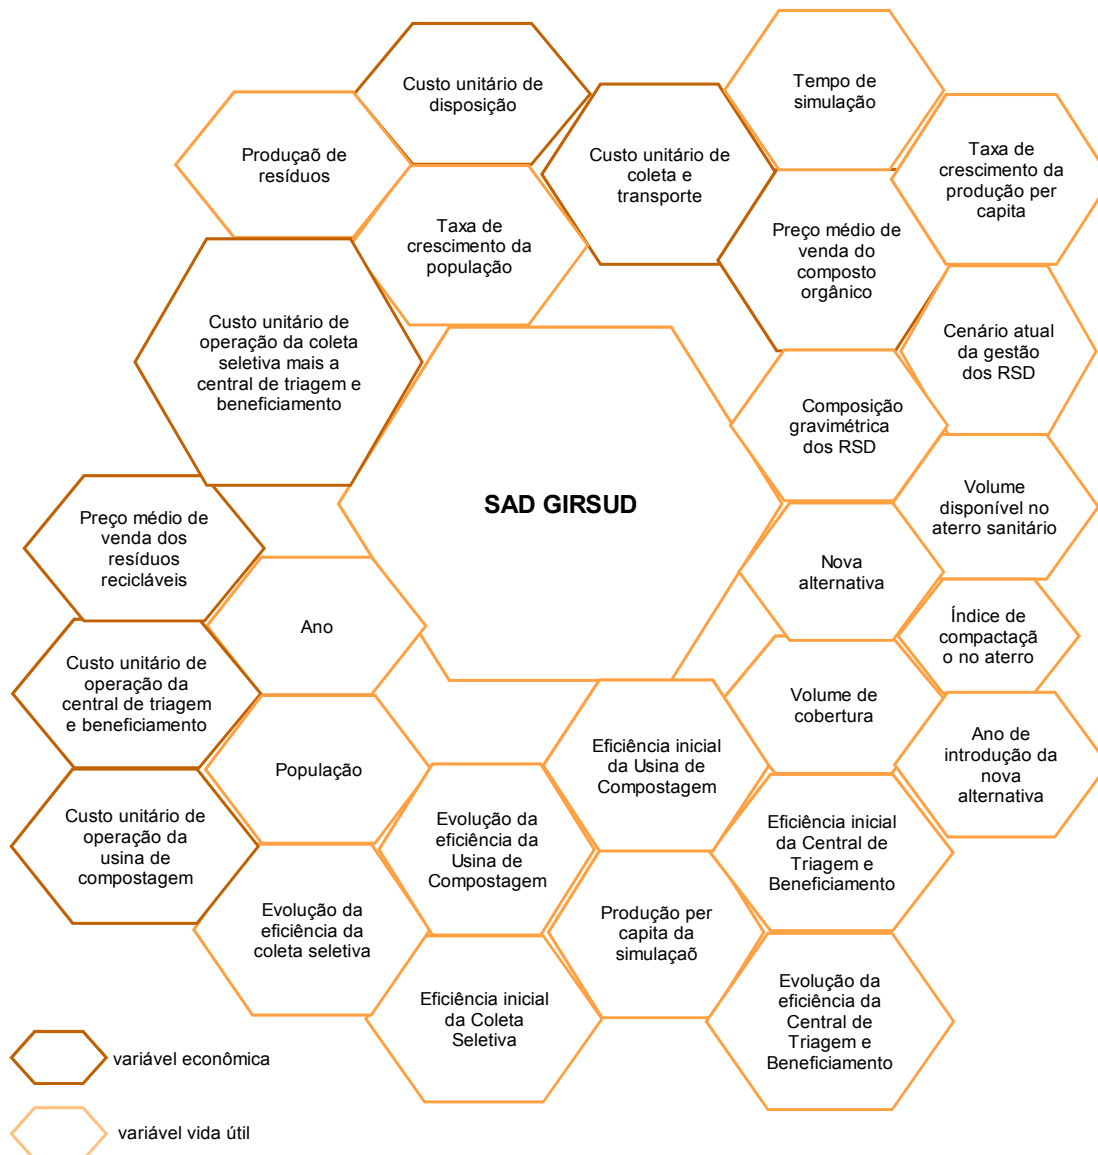 Custo unitário de
disposição
Tempo de
simulação
Produçaõ de
resíduos
Custo unitário de
coleta e
transporte
Taxa de
crescimento da
produção per
capita
Taxa de
crescimento da
população
Preço médio de
venda do
composto
orgânico
Custo unitário de
operação da coleta
seletiva mais a
central de triagem e
beneficiamento
Cenário atual
da gestão
dos RSD
Composição
gravimétrica
dos RSD
SAD GIRSUD
Volume
disponível no
aterro sanitário
Preço médio de
venda dos
resíduos
recicláveis
Nova
alternativa
Ano
Índice de
compactaçã
o no aterro
Custo unitário de
operação da
central de triagem
e beneficiamento
Volume de
cobertura
Eficiência inicial
da Usina de
Compostagem
Ano de
introdução da
nova
alternativa
População
Custo unitário de
operação da
usina de
compostagem
Evolução da
eficiência da
Usina de
Compostagem
Eficiência inicial
da Central de
Triagem e
Beneficiamento
Evolução da
eficiência da
coleta seletiva
Produção per
capita da
simulaçaõ
Eficiência inicial
da Coleta
Seletiva
Evolução da
eficiência da
Central de
Triagem e
Beneficiamento
variável econômica
variável vida útil